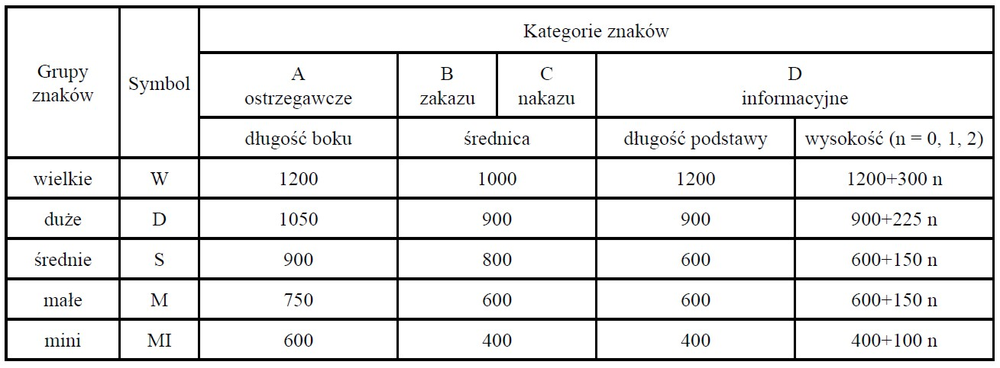 Grupy znaków
Symbol
Kategorie znaków
A
ostrzegawcze
B
zakazu
C
nakazu
D
informacyjne
długość boku
średnica
długość podstawy
wysokość (n = 0, 1, 2)
wielkie W 1200 1000 1200 1200+300 n
duże D 1050 900 900 900+225 n
średnie S 900 800 600 600+150 n
małe M 750 600 600 600+150 n
mini MI 600 400 400 400+100 n